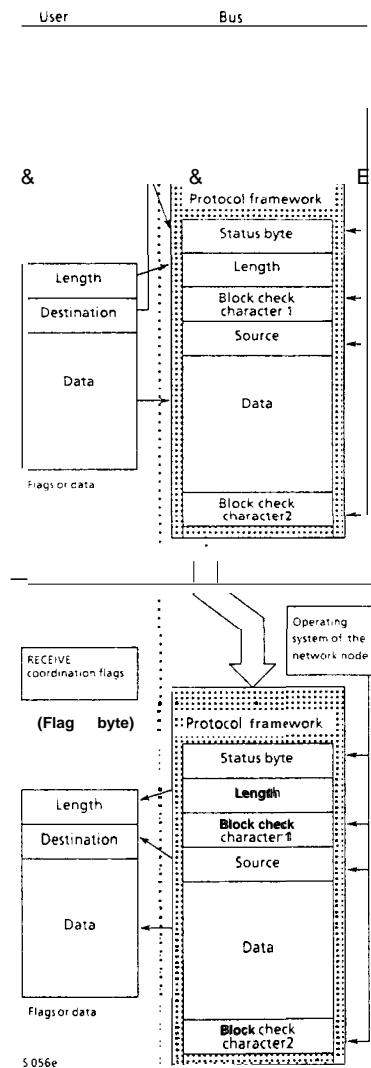 User Bus
& & E
Protocol framework
Status byte
Length
Block check
character 1
Source
Data
Block check
character2
Length
Destination
Data
Flags or data
RECEIVE
coordination flags
(Flag byte)
Operating
system of the
network node
Protocol framework
Status byte
Length
Block check
character 1
Source
Data
Block check
character2
Length
Destination
Data
Flags or data
S 056e